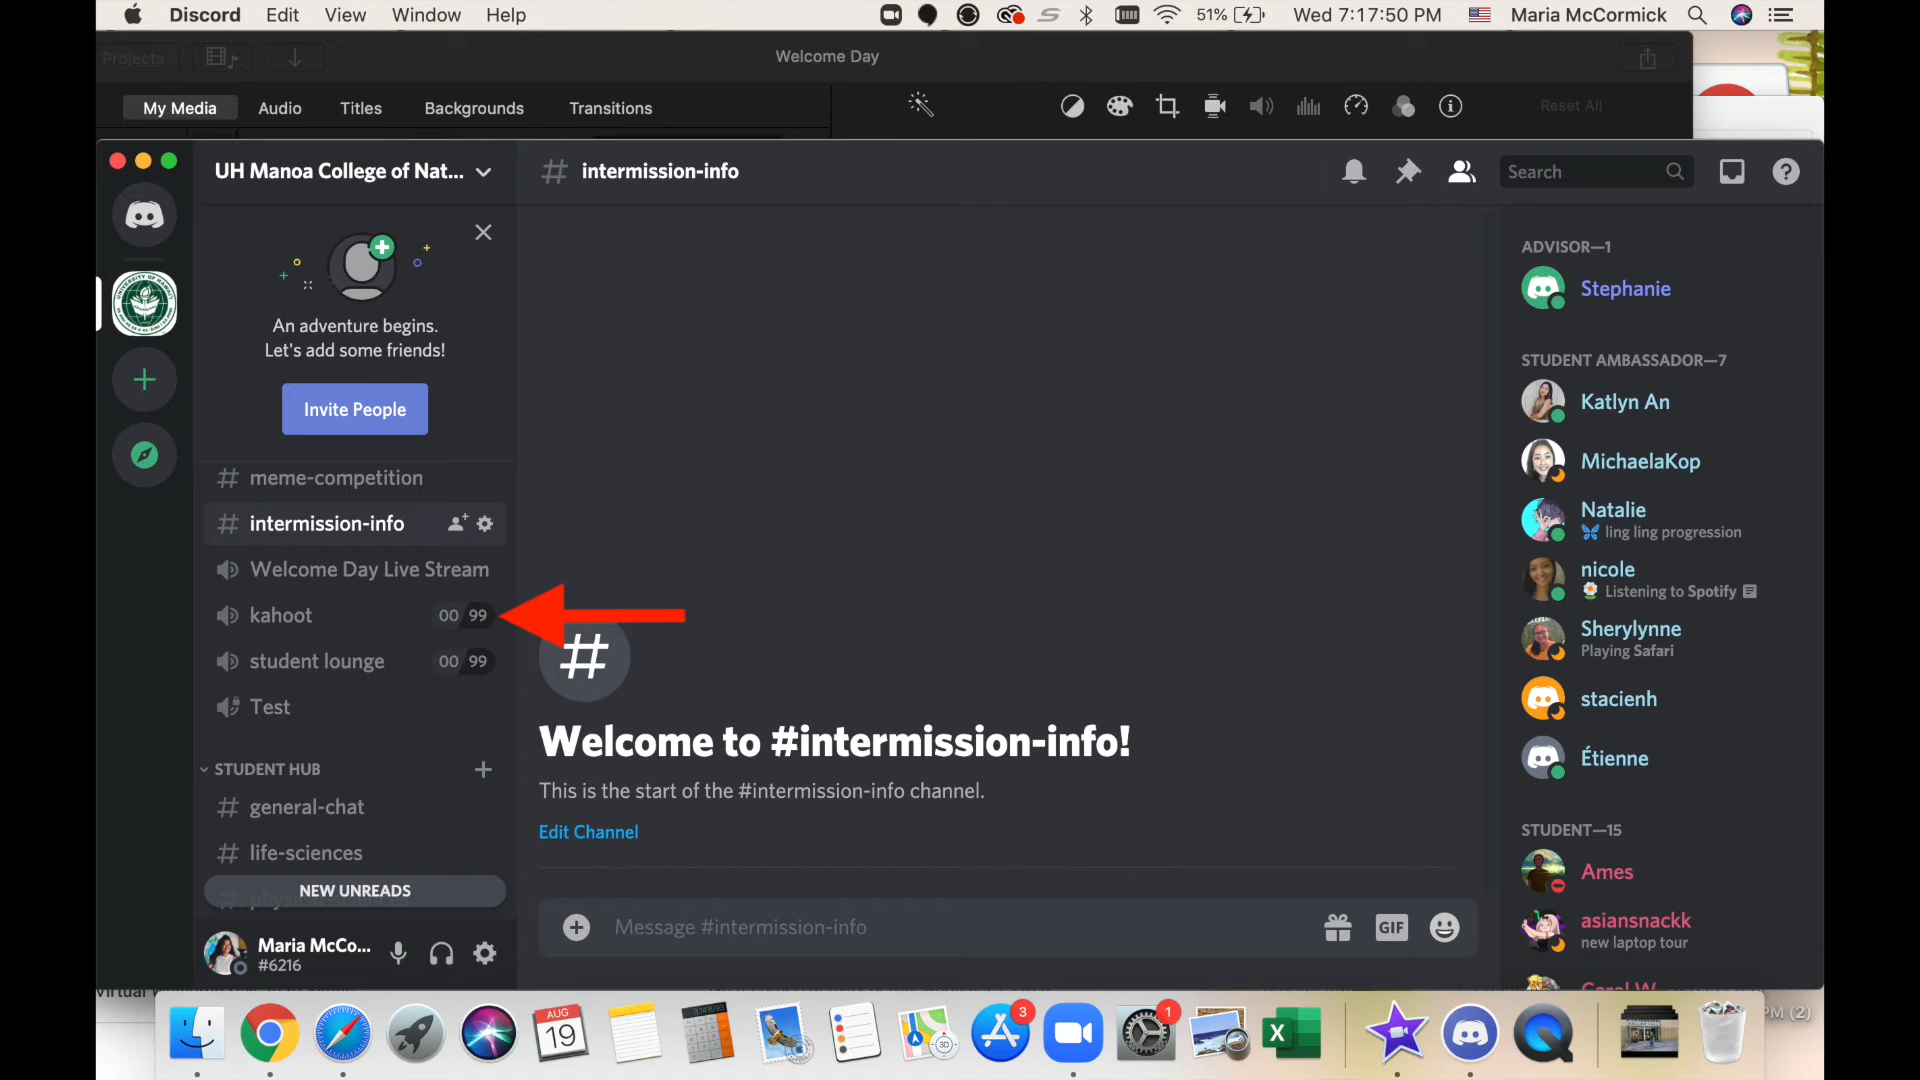 Discord Edit View Window Help 51% Wed 7:17:50 PM Maria McCormick
Projects Welcome Day
My Media Audio Titles Backgrounds Transitions Reset All
UH Manoa College of Nat... intermission-info Search
An adventure begins.
Let's add some friends!
Invite People
meme-competition
intermission-info
Welcome Day Live Stream
kahoot 00 99
student lounge 00 99
Test
STUDENT HUB
general-chat
life-sciences
NEW UNREADS
Maria McCo...
#6216
#
Welcome to #intermission-info!
This is the start of the #intermission-info channel.
Edit Channel
Message #intermission-info GIF
ADVISOR—1
Stephanie
STUDENT AMBASSADOR—7
Katlyn An
MichaelaKop
Natalie
ling ling progression
nicole
Listening to Spotify
Sherylynne
Playing Safari
stacienh
Étienne
STUDENT—15
Ames
asiansnackk
new laptop tour
Carol W
AUG
19
3D
3
1
X
PM (2)